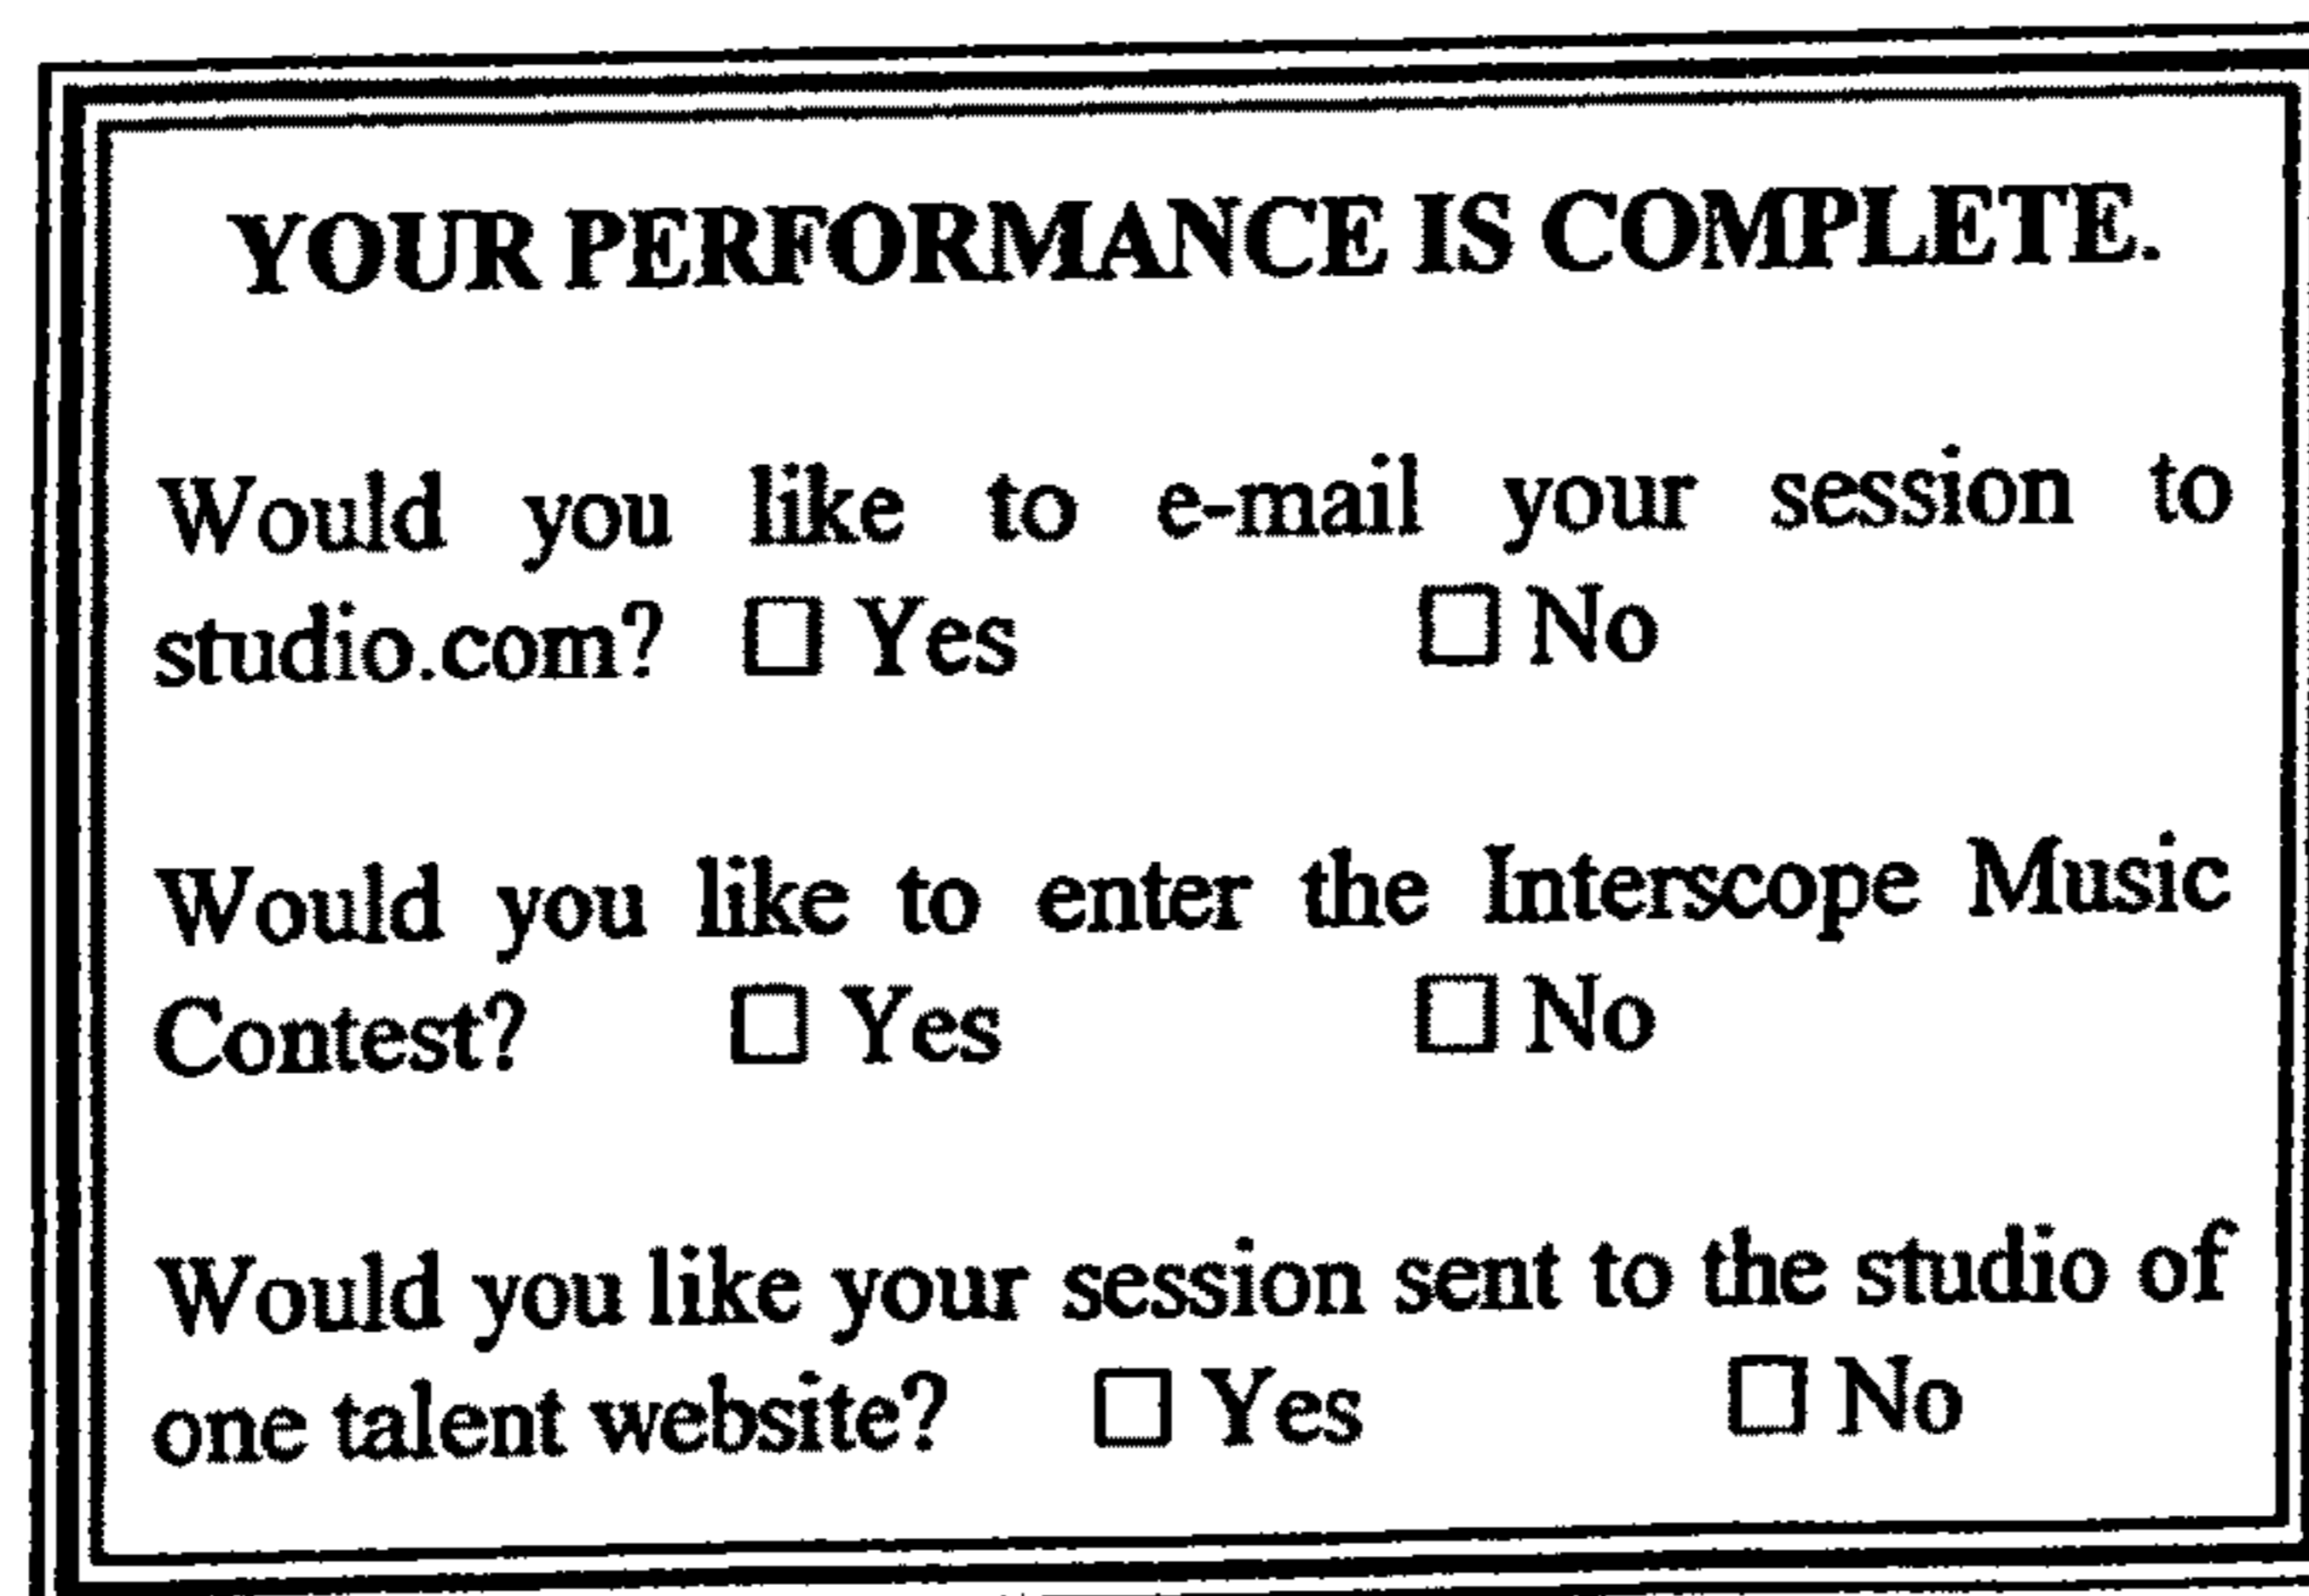 YOUR PERFORMANCE IS COMPLETE.
Would you like to e-mail your session to
studio.com? ☐ Yes ☐ No
Would you like to enter the Interscope Music
Contest? ☐ Yes ☐ No
Would you like your session sent to the studio of
one talent website? ☐ Yes ☐ No